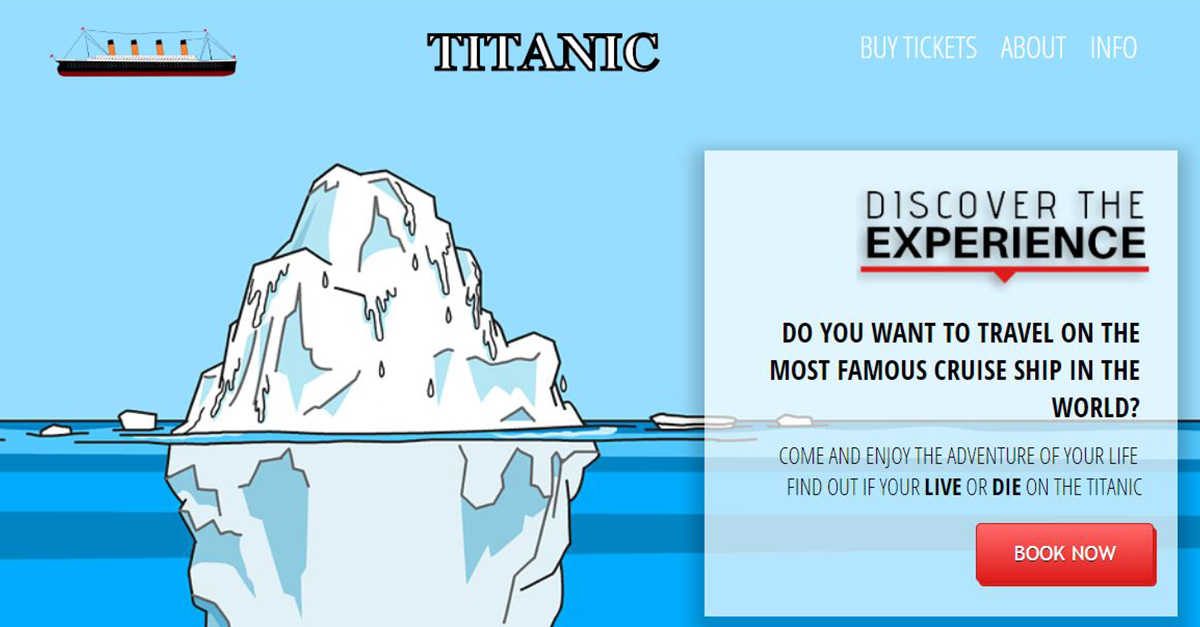 TITANIC
BUY TICKETS ABOUT INFO
DISCOVER THE
EXPERIENCE
DO YOU WANT TO TRAVEL ON THE
MOST FAMOUS CRUISE SHIP IN THE
WORLD?
COME AND ENJOY THE ADVENTURE OF YOUR LIFE
FIND OUT IF YOUR LIVE OR DIE ON THE TITANIC
BOOK NOW